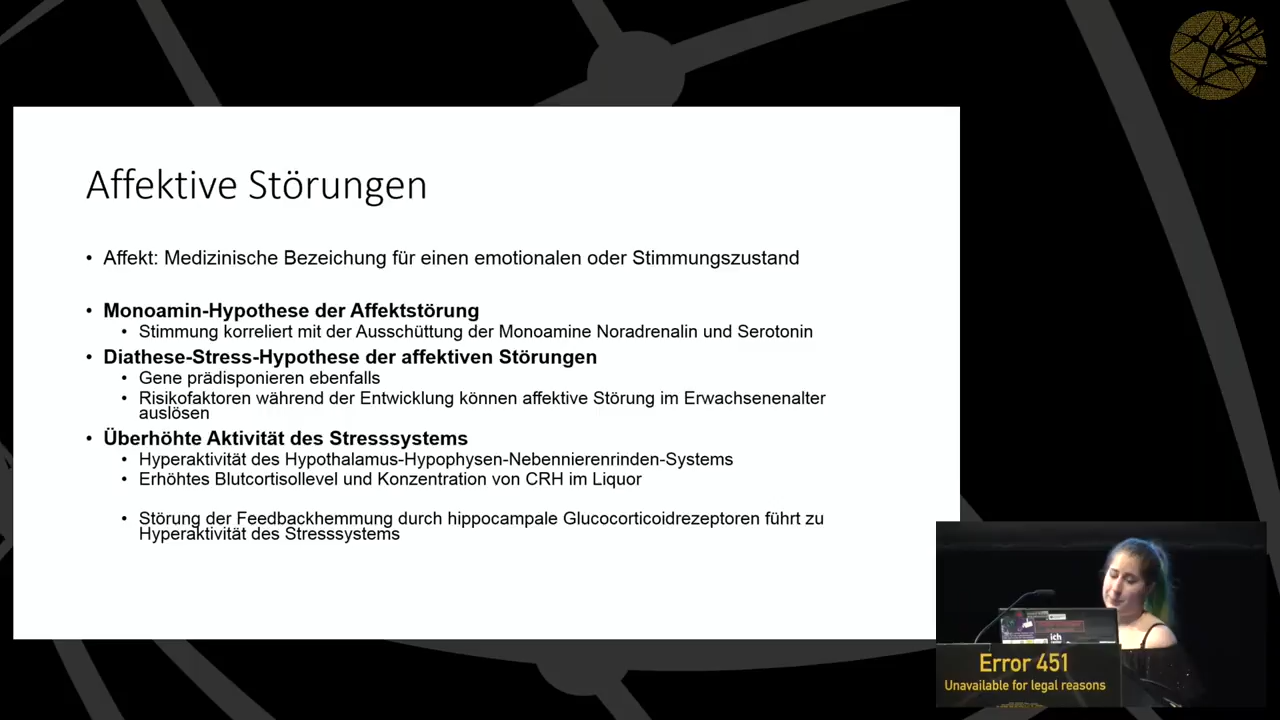 Affektive Störungen
• Affekt: Medizinische Bezeichung für einen emotionalen oder Stimmungszustand
• Monoamin-Hypothese der Affektstörung
• Stimmung korreliert mit der Ausschüttung der Monoamine Noradrenalin und Serotonin
• Diathese-Stress-Hypothese der affektiven Störungen
• Gene prädisponieren ebenfalls
• Risikofaktoren während der Entwicklung können affektive Störung im Erwachsenenalter
auslösen
• Überhöhte Aktivität des Stresssystems
• Hyperaktivität des Hypothalamus-Hypophysen-Nebennierenrinden-Systems
• Erhöhtes Blutcortisollevel und Konzentration von CRH im Liquor
• Störung der Feedbackhemmung durch hippocampale Glucocorticoidrezeptoren führt zu
Hyperaktivität des Stresssystems
ich
Error 451
Unavailable for legal reasons